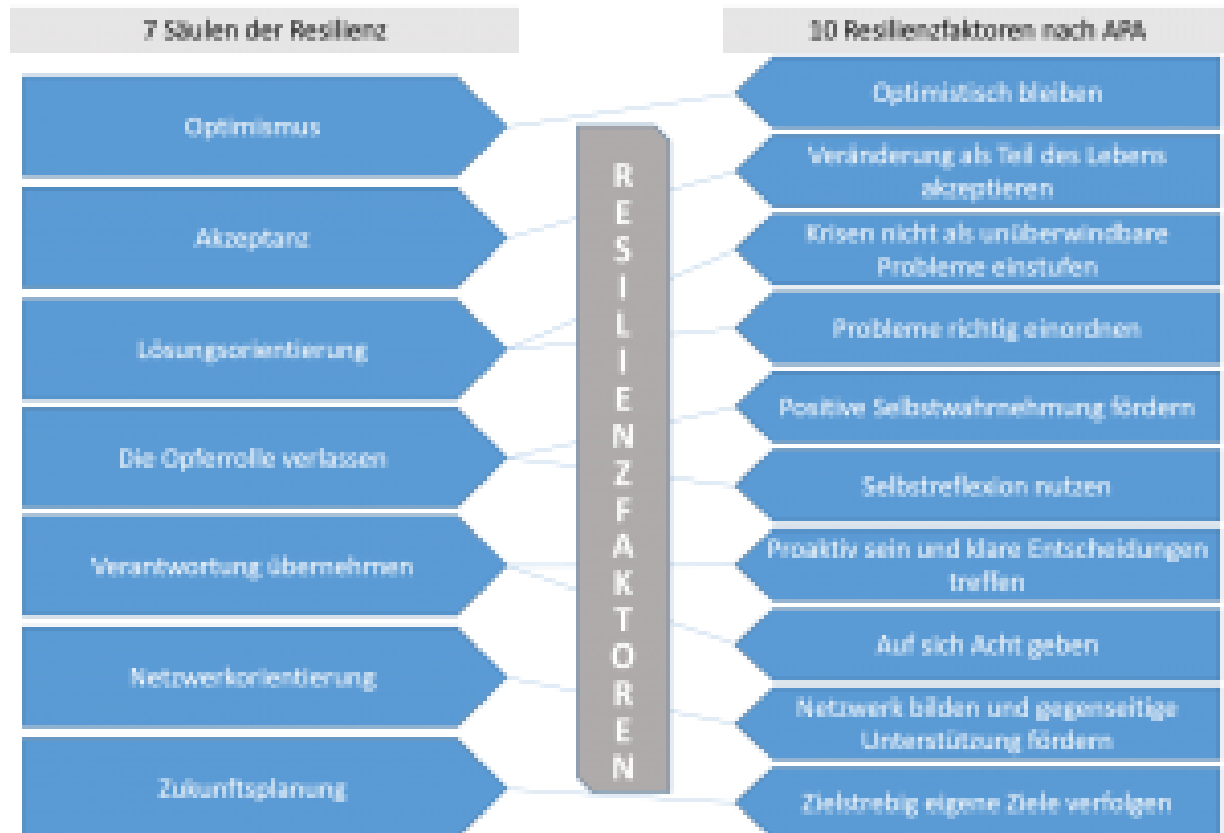 7 Säulen der Resilienz
Optimismus
Akzeptanz
Lösungsorientierung
Die Opferrolle verlassen
Verantwortung übernehmen
Netzwerkorientierung
Zukunftsplanung
RESILIENZFAKTOREN
10 Resilienzfaktoren nach APA
Optimistisch bleiben
Veränderung als Teil des Lebens
akzeptieren
Krisen nicht als unüberwindbare
Probleme einstufen
Probleme richtig einordnen
Positive Selbstwahrnehmung fördern
Selbstreflexion nutzen
Proaktiv sein und klare Entscheidungen
treffen
Auf sich Acht geben
Netzwerk bilden und gegenseitige
Unterstützung fördern
Zielstrebig eigene Ziele verfolgen